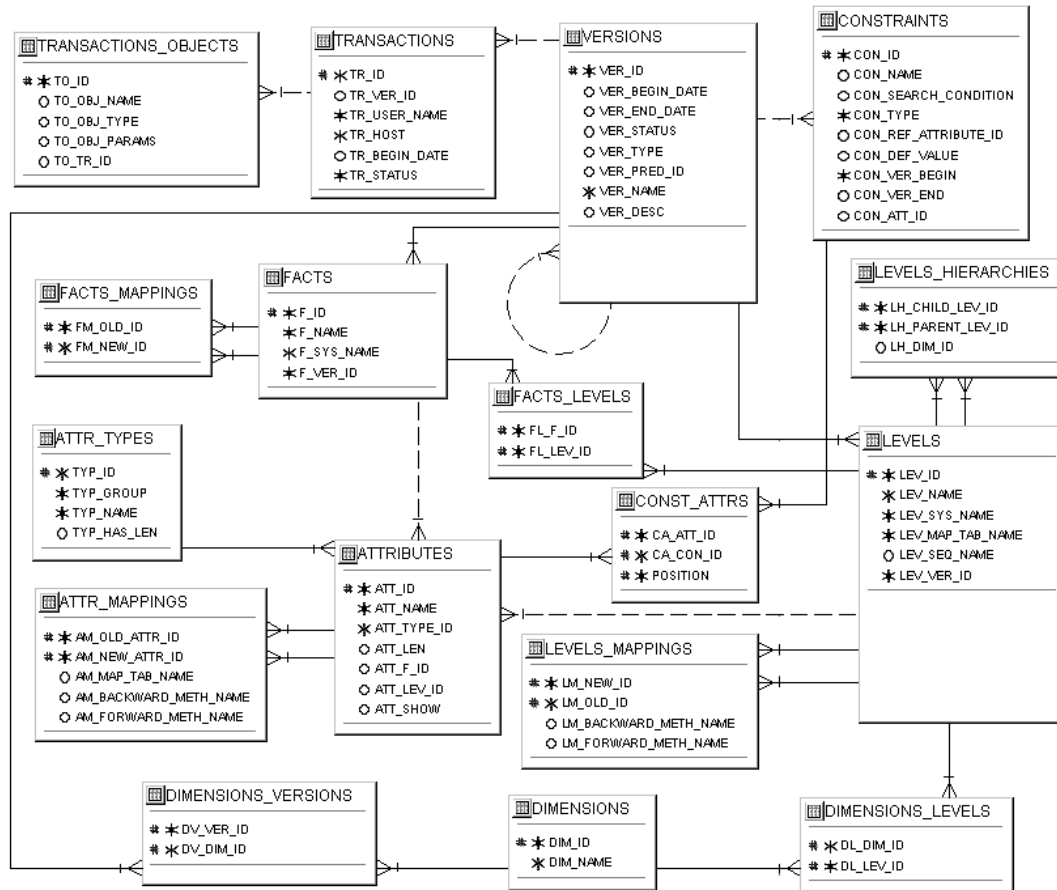 TRANSACTIONS_OBJECTS
# * TO_ID
o TO_OBJ_NAME
o TO_OBJ_TYPE
o TO_OBJ_PARAMS
o TO_TR_ID
TRANSACTIONS
# * TR_ID
o TR_VER_ID
* TR_USER_NAME
* TR_HOST
o TR_BEGIN_DATE
* TR_STATUS
VERSIONS
# * VER_ID
o VER_BEGIN_DATE
o VER_END_DATE
o VER_STATUS
o VER_TYPE
o VER_PRED_ID
* VER_NAME
o VER_DESC
CONSTRAINTS
# * CON_ID
o CON_NAME
o CON_SEARCH_CONDITION
* CON_TYPE
o CON_REF_ATTRIBUTE_ID
o CON_DEF_VALUE
* CON_VER_BEGIN
o CON_VER_END
o CON_ATT_ID
FACTS_MAPPINGS
# * FM_OLD_ID
# * FM_NEW_ID
FACTS
# * F_ID
* F_NAME
* F_SYS_NAME
* F_VER_ID
LEVELS_HIERARCHIES
# * LH_CHILD_LEV_ID
# * LH_PARENT_LEV_ID
o LH_DIM_ID
FACTS_LEVELS
# * FL_F_ID
# * FL_LEV_ID
ATTR_TYPES
# * TYP_ID
* TYP_GROUP
* TYP_NAME
o TYP_HAS_LEN
LEVELS
# * LEV_ID
* LEV_NAME
* LEV_SYS_NAME
* LEV_MAP_TAB_NAME
o LEV_SEQ_NAME
* LEV_VER_ID
CONST_ATTRS
# * CA_ATT_ID
# * CA_CON_ID
# * POSITION
ATTRIBUTES
# * ATT_ID
* ATT_NAME
* ATT_TYPE_ID
o ATT_LEN
o ATT_F_ID
o ATT_LEV_ID
o ATT_SHOW
ATTR_MAPPINGS
# * AM_OLD_ATTR_ID
# * AM_NEW_ATTR_ID
o AM_MAP_TAB_NAME
o AM_BACKWARD_METH_NAME
o AM_FORWARD_METH_NAME
LEVELS_MAPPINGS
# * LM_NEW_ID
# * LM_OLD_ID
o LM_BACKWARD_METH_NAME
o LM_FORWARD_METH_NAME
DIMENSIONS_VERSIONS
# * DV_VER_ID
# * DV_DIM_ID
DIMENSIONS
# * DIM_ID
* DIM_NAME
DIMENSIONS_LEVELS
# * DL_DIM_ID
# * DL_LEV_ID